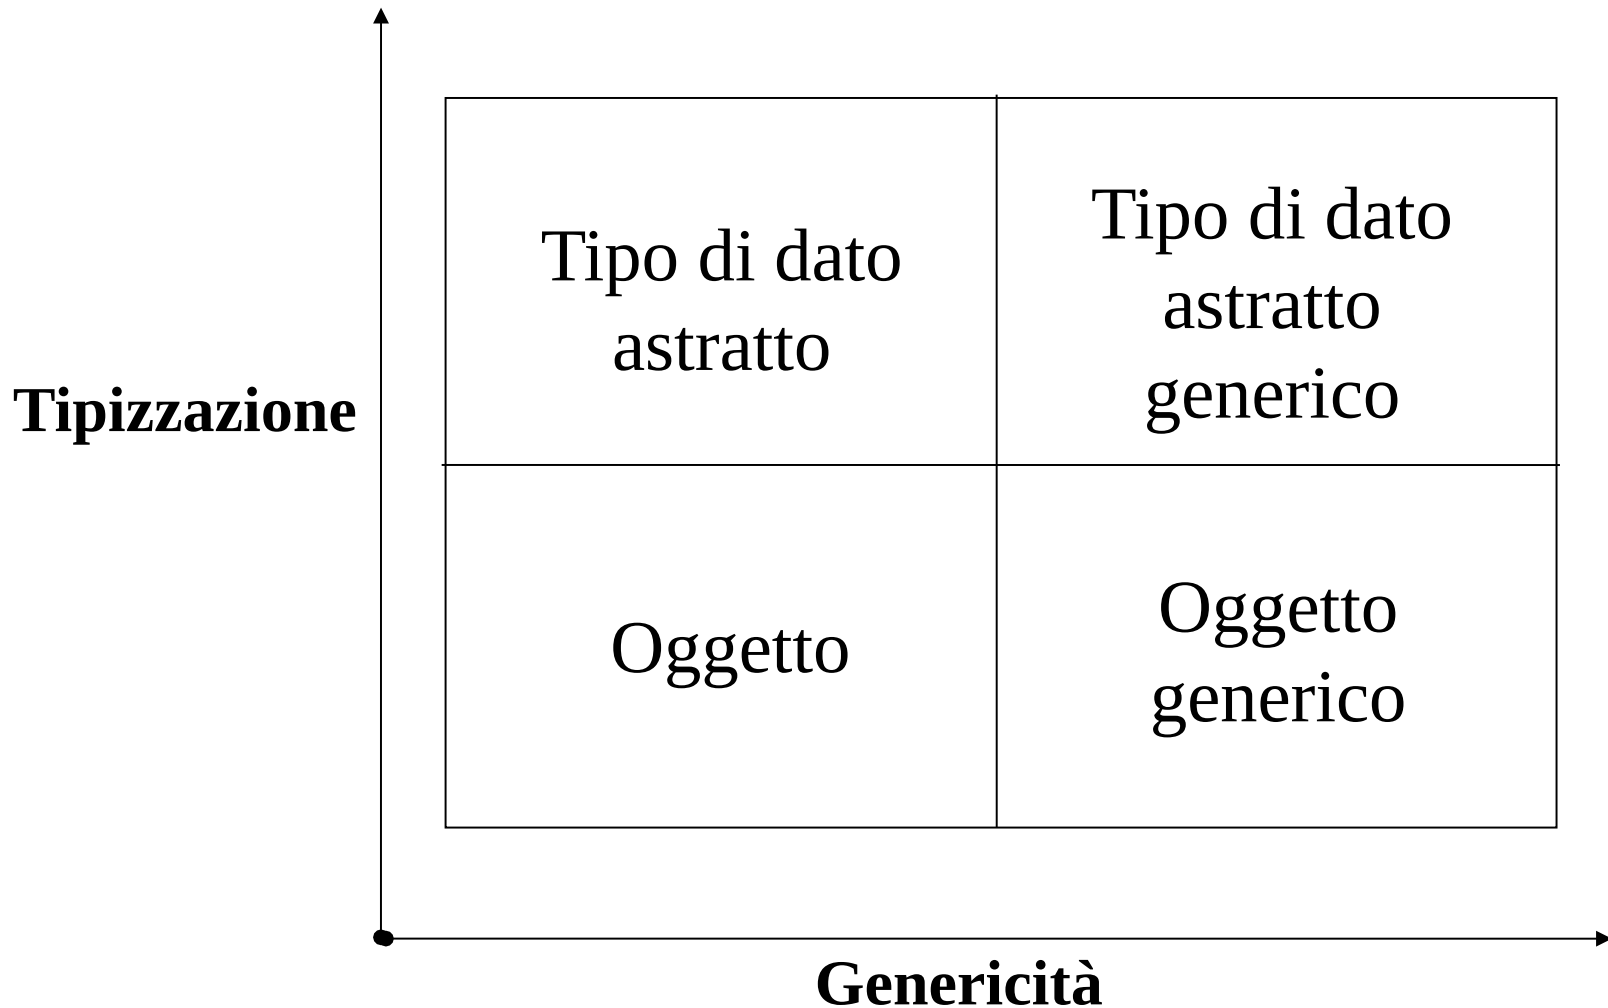 Tipo di dato
astratto
Tipo di dato
astratto
generico
Tipizzazione
Oggetto
Oggetto
generico
Genericità